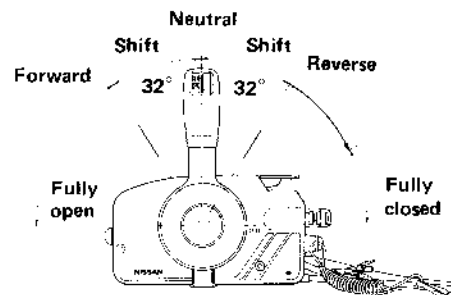 Neutral
Shift Shift
Forward Reverse
32° 32°
Fully open
Fully closed
NISSAN